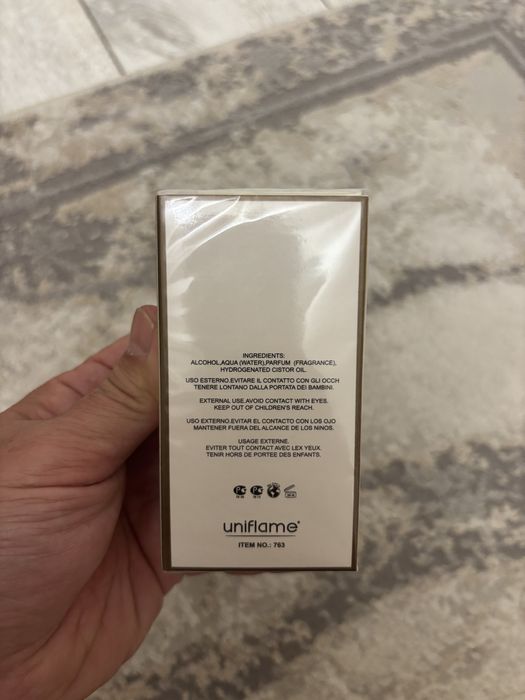 INGREDIENTS:
ALCOHOL,AQUA (WATER),PARFUM (FRAGRANCE),
HYDROGENATED CISTOR OIL.
USO ESTERNO.EVITARE IL CONTATTO CON GLI OCCH
TENERE LONTANO DALLA PORTATA DEI BAMBINI.
EXTERNAL USE.AVOID CONTACT WITH EYES.
KEEP OUT OF CHILDREN'S REACH.
USO EXTERNO.EVITAR EL CONTACTO CON LOS OJO
MANTENER FUERA DEL ALCANCE DE LOS NINOS.
USAGE EXTERNE.
EVITER TOUT CONTACT AVEC LEX YEUX.
TENIR HORS DE PORTEE DES ENFANTS.
uniflame
ITEM NO.: 763